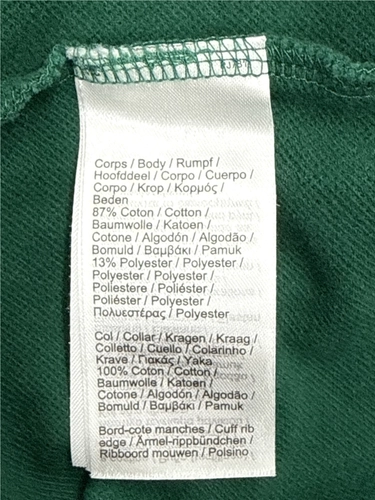 Corps / Body / Rumpf /
Hoofddeel / Corpo / Cuerpo /
Corpo / Krop / Κορμός /
Beden
87% Coton / Cotton /
Baumwolle / Katoen /
Cotone / Algodón / Algodão /
Bomuld / Βαμβάκι / Pamuk
13% Polyester / Polyester /
Polyester / Polyester /
Poliestere / Poliéster /
Poliéster / Polyester /
Πολυεστέρας / Polyester
Col / Collar / Kragen / Kraag /
Colletto / Cuello / Colarinho /
Krave / Γιακάς / Yaka
100% Coton / Cotton /
Baumwolle / Katoen /
Cotone / Algodón / Algodão /
Bomuld / Βαμβάκι / Pamuk
Bord-cote manches / Cuff rib
edge / Ärmel-rippbündchen /
Ribboord mouwen / Polsino